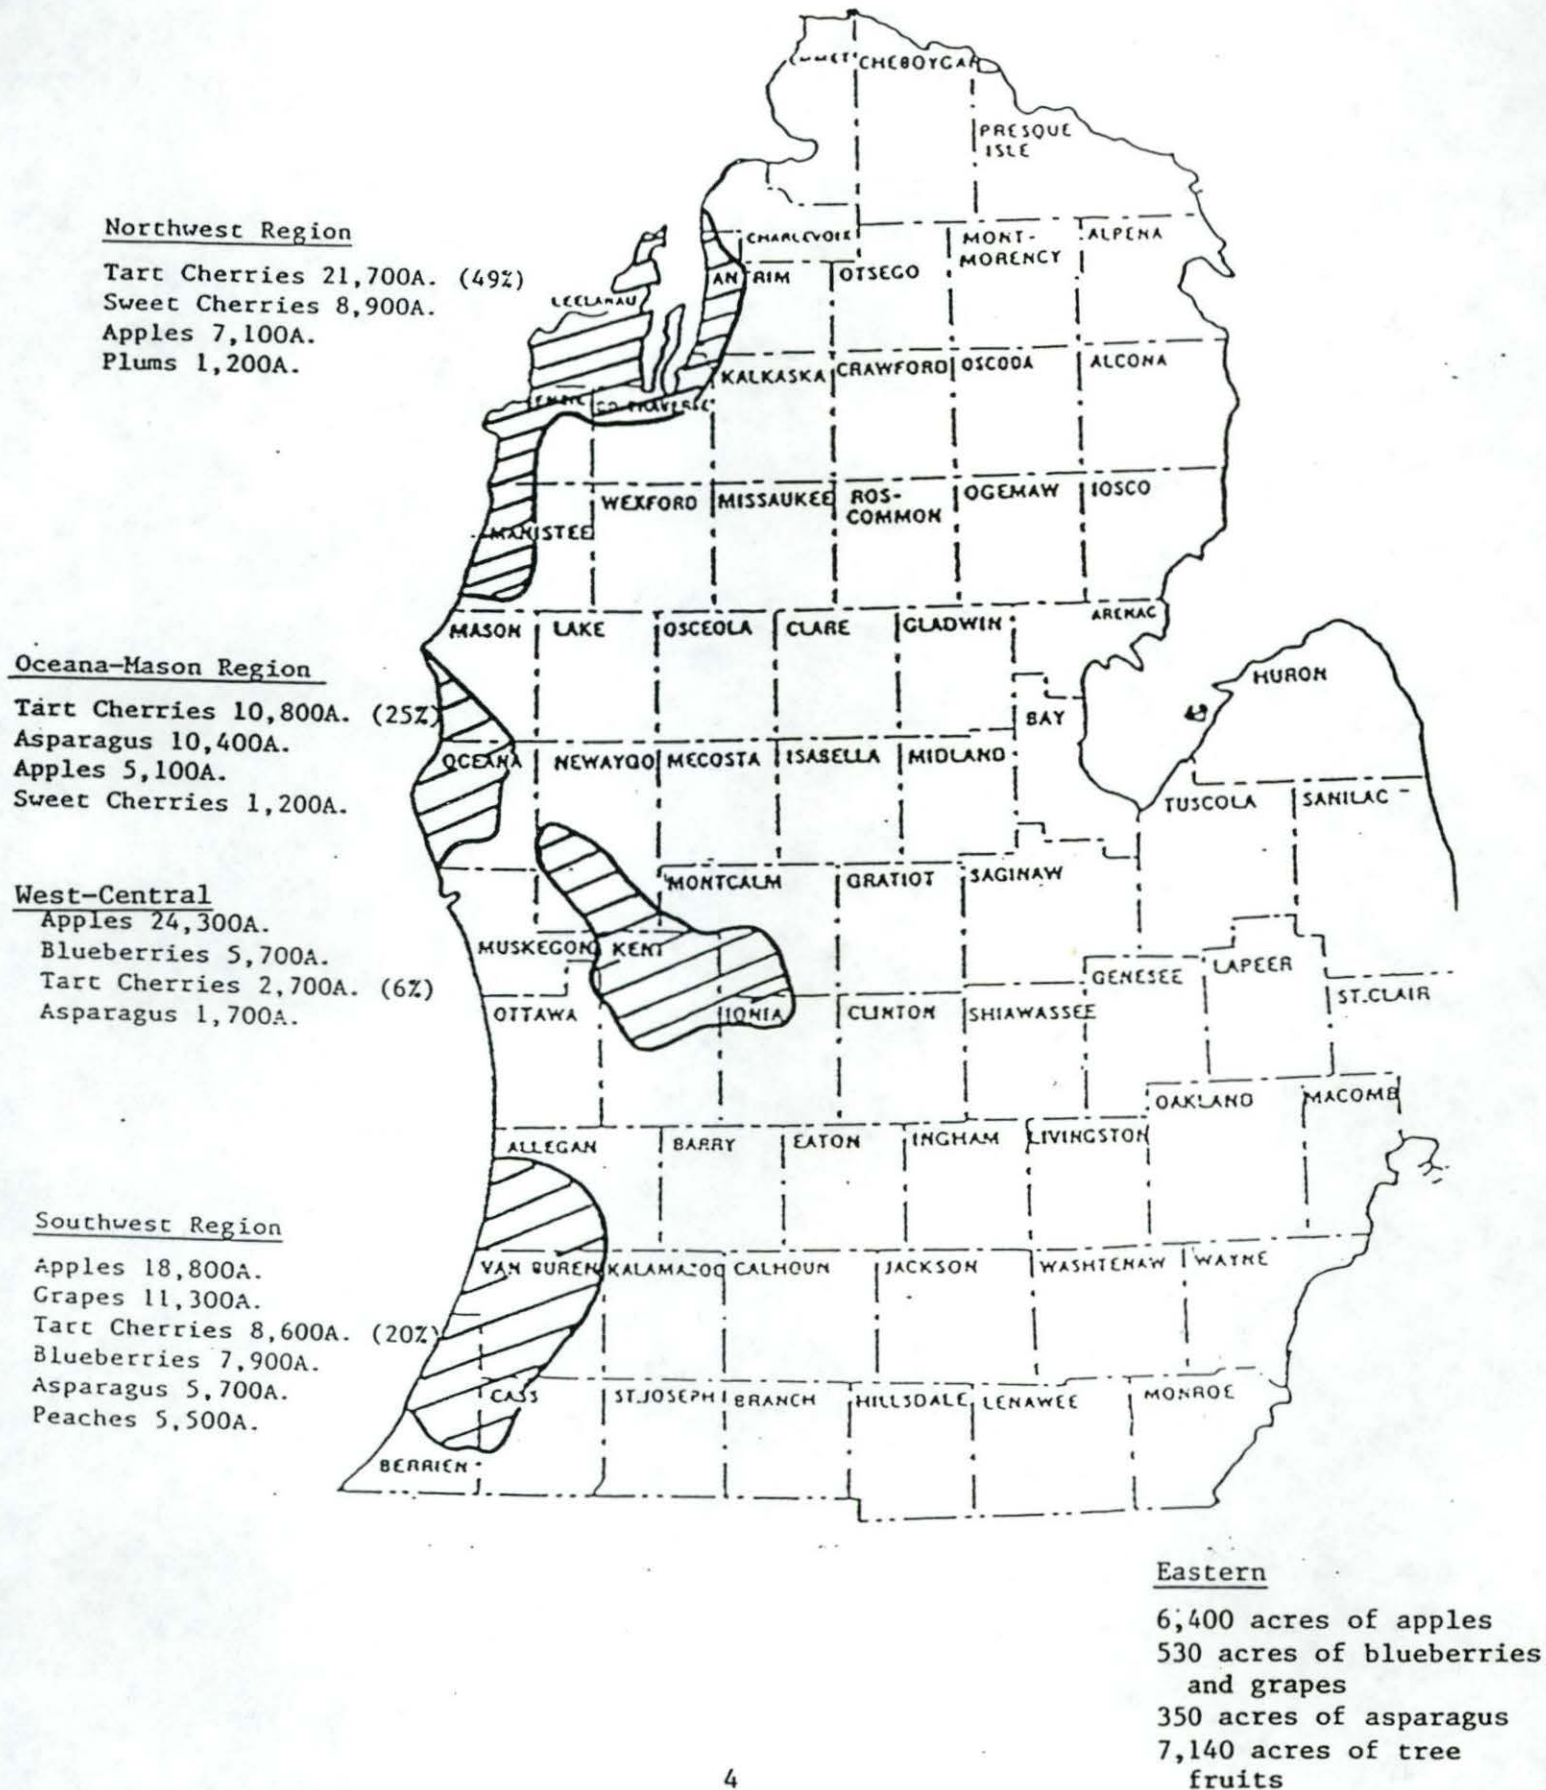 EMMET
CHEBOYGAN
PRESQUE
ISLE
Northwest Region
Tart Cherries 21,700A. (49%)
Sweet Cherries 8,900A.
Apples 7,100A.
Plums 1,200A.
CHARLEVOIX
MONT-
MORENCY
ALPENA
ANTRIM
OTSEGO
LEELANAU
KALKASKA
CRAWFORD
OSCODA
ALCONA
GD TRAVERSE
WEXFORD
MISSAUKEE
ROS-
COMMON
OGEMAW
IOSCO
MANISTEE
MASON
LAKE
OSCEOLA
CLARE
GLADWIN
ARENAC
Oceana-Mason Region
Tart Cherries 10,800A. (25%)
Asparagus 10,400A.
Apples 5,100A.
Sweet Cherries 1,200A.
HURON
BAY
OCEANA
NEWAYGO
MECOSTA
ISABELLA
MIDLAND
TUSCOLA
SANILAC
West-Central
Apples 24,300A.
Blueberries 5,700A.
Tart Cherries 2,700A. (6%)
Asparagus 1,700A.
MONTCALM
GRATIOT
SAGINAW
MUSKEGON
KENT
GENESEE
LAPEER
ST.CLAIR
OTTAWA
IONIA
CLINTON
SHIAWASSEE
OAKLAND
MACOMB
ALLEGAN
BARRY
EATON
INGHAM
LIVINGSTON
Southwest Region
Apples 18,800A.
Grapes 11,300A.
Tart Cherries 8,600A. (20%)
Blueberries 7,900A.
Asparagus 5,700A.
Peaches 5,500A.
VAN BUREN
KALAMAZOO
CALHOUN
JACKSON
WASHTENAW
WAYNE
CASS
ST.JOSEPH
BRANCH
HILLSDALE
LENAWEE
MONROE
BERRIEN
Eastern
6,400 acres of apples
530 acres of blueberries
and grapes
350 acres of asparagus
7,140 acres of tree
fruits
4